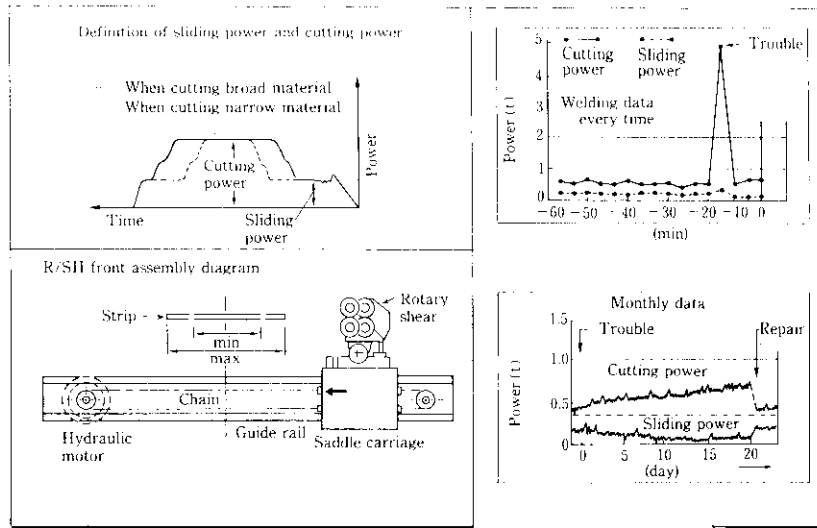 Definition of sliding power and cutting power
When cutting broad material
When cutting narrow material
Cutting
power
Power
Time
Sliding
power
R/SH front assembly diagram
Strip
min
max
Rotary
shear
Chain
Hydraulic
motor
Guide rail
Saddle carriage
5
4
3
2
1
0
Power (t)
Cutting
power
Sliding
power
Trouble
Welding data
every time
-60 -50 -40 -30 -20 -10 0
(min)
Monthly data
1.5
1.0
0.5
0
Power (t)
Trouble
Repair
Cutting power
Sliding power
0 5 10 15 20
(day)